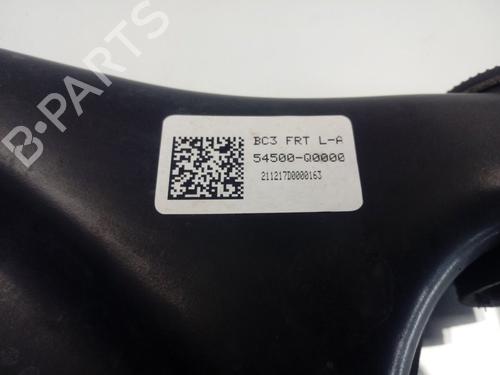 BC3 FRT L-A
54500-Q0000
211217D0000163
B-PARTS